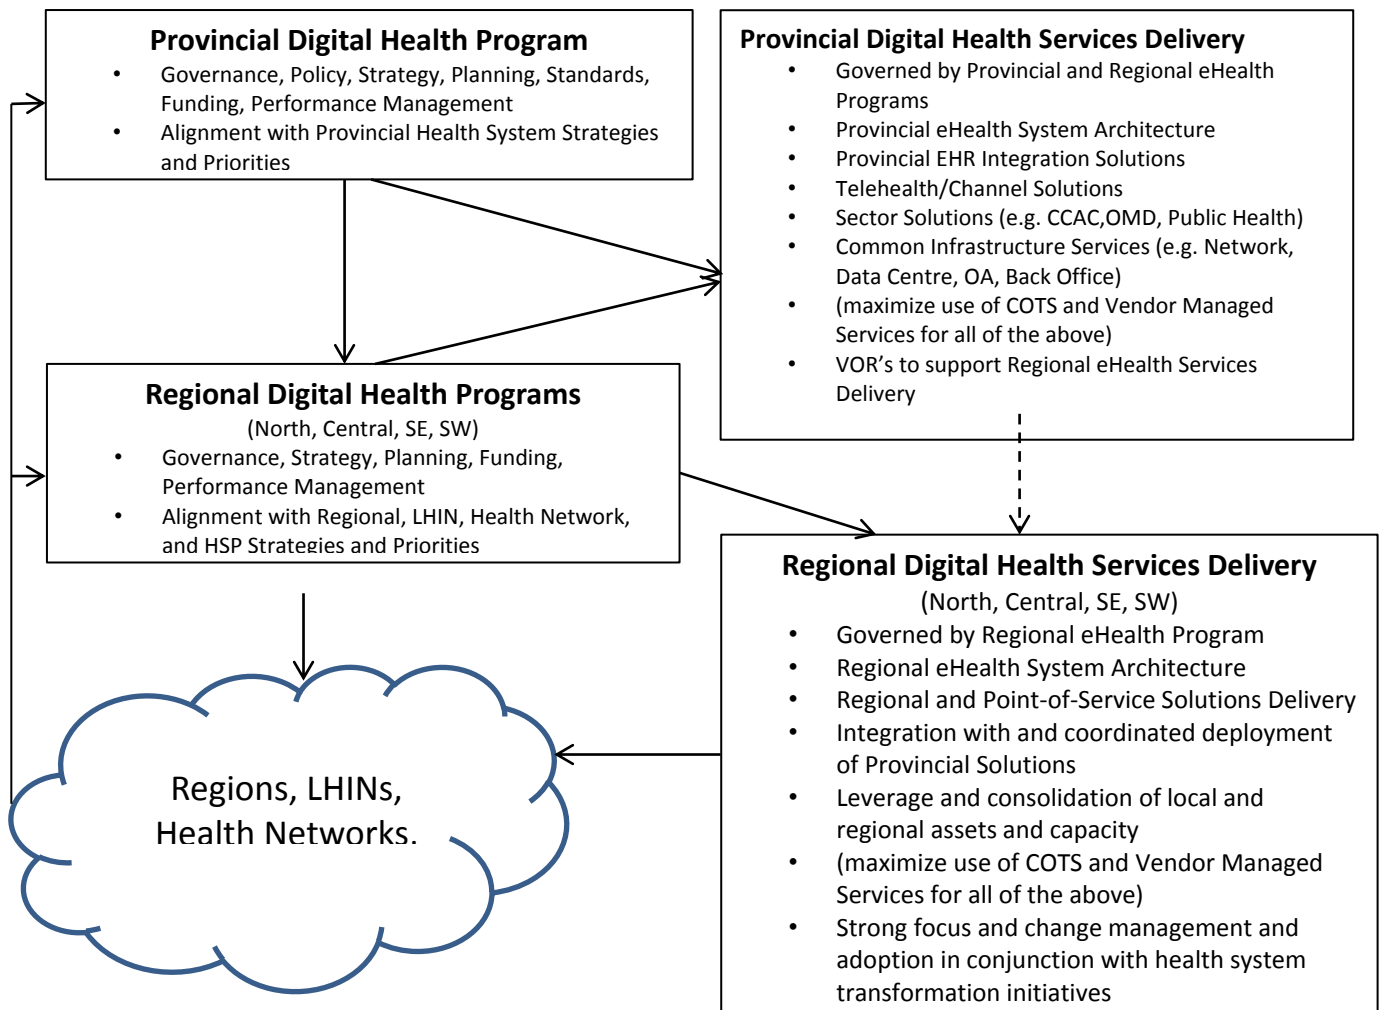 Provincial Digital Health Program
• Governance, Policy, Strategy, Planning, Standards,
Funding, Performance Management
• Alignment with Provincial Health System Strategies
and Priorities
Provincial Digital Health Services Delivery
• Governed by Provincial and Regional eHealth
Programs
• Provincial eHealth System Architecture
• Provincial EHR Integration Solutions
• Telehealth/Channel Solutions
• Sector Solutions (e.g. CCAC,OMD, Public Health)
• Common Infrastructure Services (e.g. Network,
Data Centre, OA, Back Office)
• (maximize use of COTS and Vendor Managed
Services for all of the above)
• VOR's to support Regional eHealth Services
Delivery
Regional Digital Health Programs
(North, Central, SE, SW)
• Governance, Strategy, Planning, Funding,
Performance Management
• Alignment with Regional, LHIN, Health Network,
and HSP Strategies and Priorities
Regional Digital Health Services Delivery
(North, Central, SE, SW)
• Governed by Regional eHealth Program
• Regional eHealth System Architecture
• Regional and Point-of-Service Solutions Delivery
• Integration with and coordinated deployment
of Provincial Solutions
• Leverage and consolidation of local and
regional assets and capacity
• (maximize use of COTS and Vendor Managed
Services for all of the above)
• Strong focus and change management and
adoption in conjunction with health system
transformation initiatives
Regions, LHINs,
Health Networks,